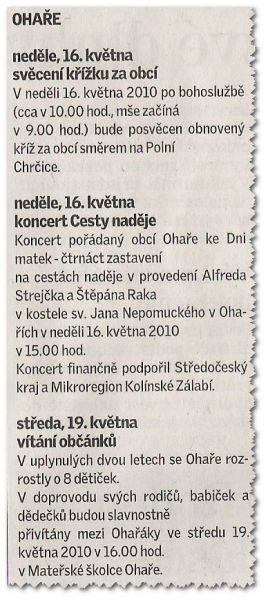 OHAŘE
neděle, 16. května
svěcení křížku za obcí
V neděli 16. května 2010 po bohoslužbě
(cca v 10.00 hod., mše začíná
v 9.00 hod.) bude posvěcen obnovený
kříž za obcí směrem na Polní
Chrčice.
neděle, 16. května
koncert Cesty naděje
Koncert pořádaný obcí Ohaře ke Dni
matek - čtrnáct zastavení
na cestách naděje v provedení Alfreda
Strejčka a Štěpána Raka
v kostele sv. Jana Nepomuckého v Oha-
řích v neděli 16. května 2010
v 15.00 hod.
Koncert finančně podpořil Středočeský
kraj a Mikroregion Kolínské Zálabí.
středa, 19. května
vítání občánků
V uplynulých dvou letech se Ohaře roz-
rostly o 8 dětiček.
V doprovodu svých rodičů, babiček a
dědečků budou slavnostně
přivítány mezi Ohařáky ve středu 19.
května 2010 v 16.00 hod.
v Mateřské školce Ohaře.